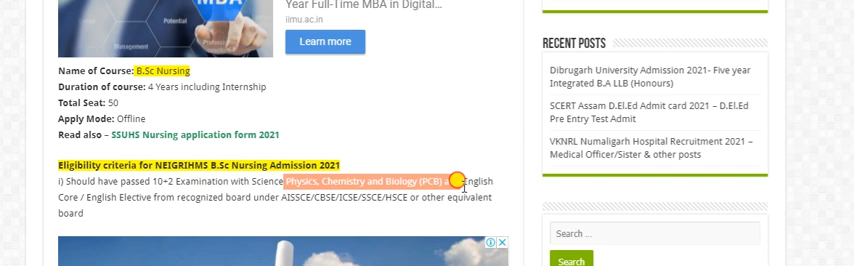 MBA
Year Full-Time MBA in Digital...
iimu.ac.in
Learn more
Name of Course: B.Sc Nursing
Duration of course: 4 Years including Internship
Total Seat: 50
Apply Mode: Offline
Read also – SSUHS Nursing application form 2021
Eligibility criteria for NEIGRIHMS B.Sc Nursing Admission 2021
i) Should have passed 10+2 Examination with Science Physics, Chemistry and Biology (PCB) English
Core / English Elective from recognized board under AISSCE/CBSE/ICSE/SSCE/HSCE or other equivalent
board
RECENT POSTS
Dibrugarh University Admission 2021- Five year
Integrated B.A LLB (Honours)
SCERT Assam D.El.Ed Admit card 2021 – D.El.Ed
Pre Entry Test Admit
VKNRL Numaligarh Hospital Recruitment 2021 –
Medical Officer/Sister & other posts
Search ...
Search